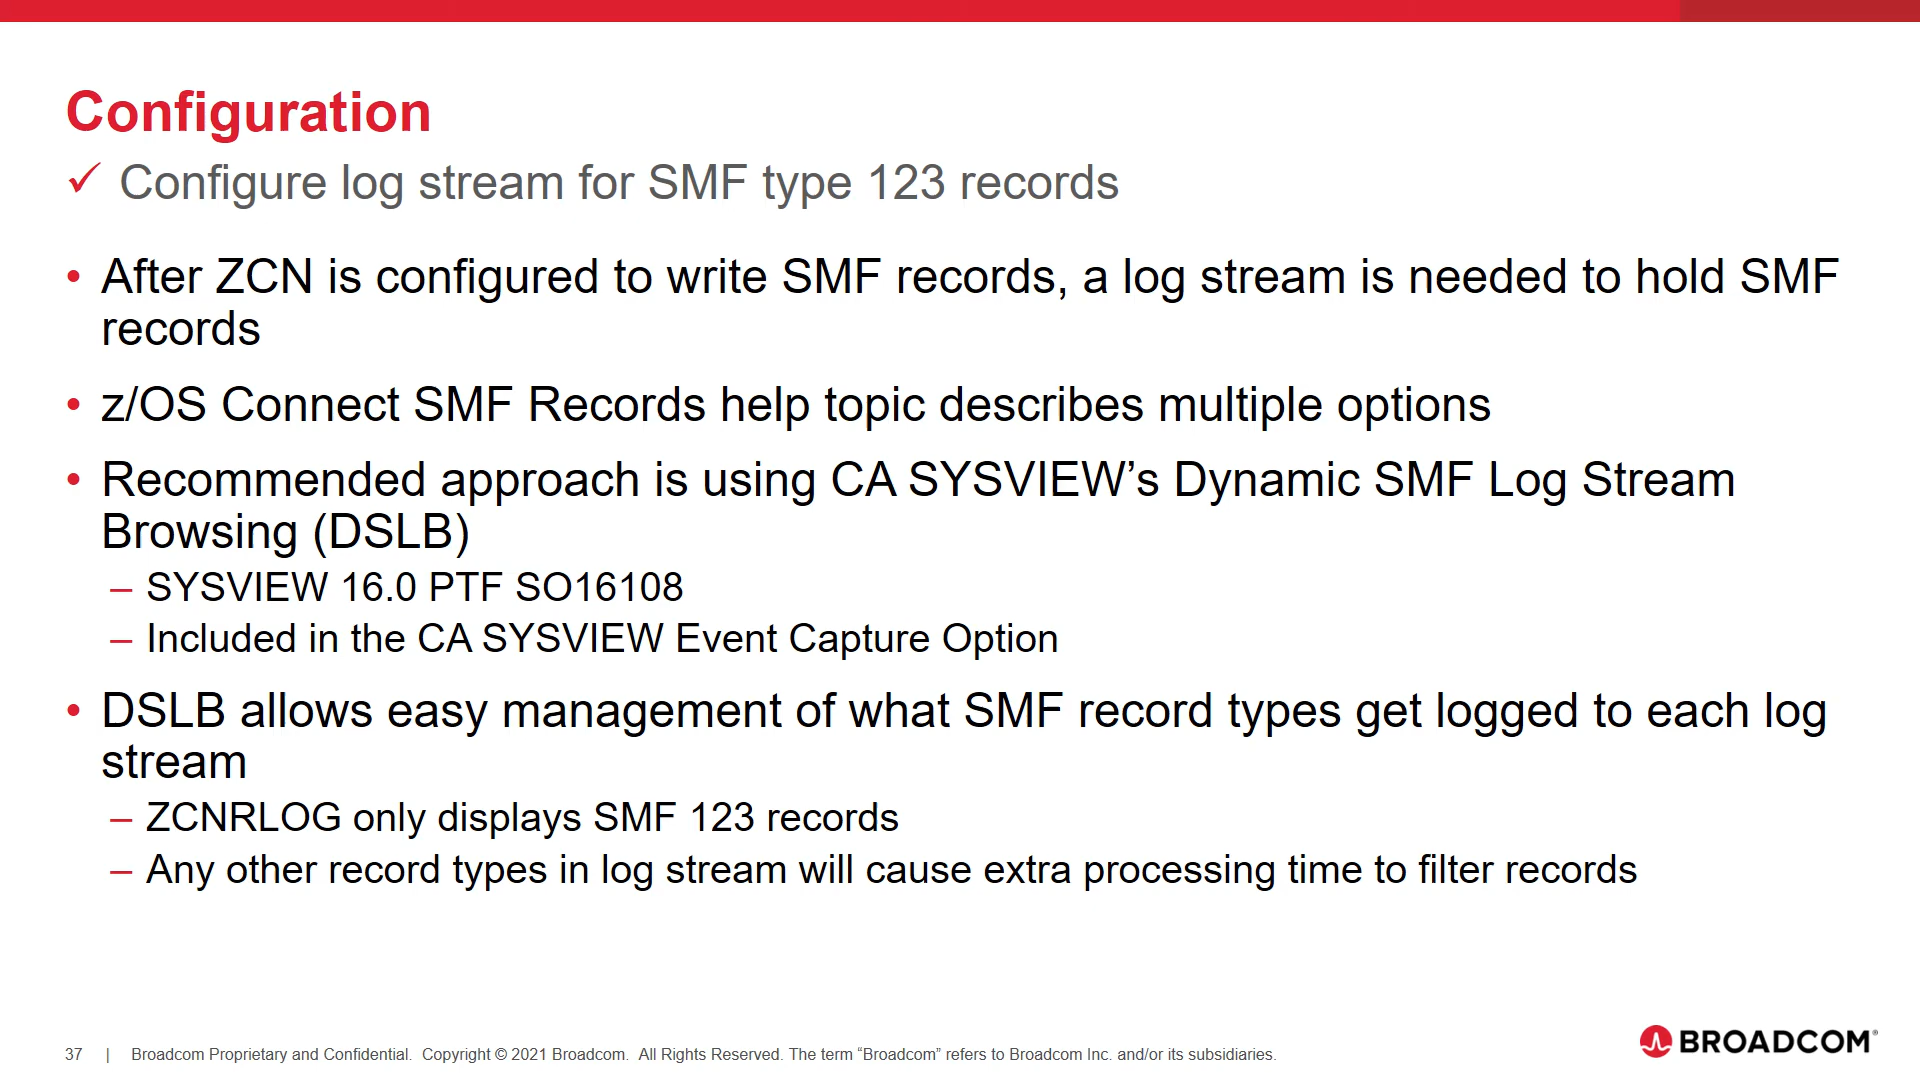 Configuration
✓ Configure log stream for SMF type 123 records
• After ZCN is configured to write SMF records, a log stream is needed to hold SMF
records
• z/OS Connect SMF Records help topic describes multiple options
• Recommended approach is using CA SYSVIEW’s Dynamic SMF Log Stream
Browsing (DSLB)
– SYSVIEW 16.0 PTF SO16108
– Included in the CA SYSVIEW Event Capture Option
• DSLB allows easy management of what SMF record types get logged to each log
stream
– ZCNRLOG only displays SMF 123 records
– Any other record types in log stream will cause extra processing time to filter records
37 | Broadcom Proprietary and Confidential. Copyright © 2021 Broadcom. All Rights Reserved. The term “Broadcom” refers to Broadcom Inc. and/or its subsidiaries.
BROADCOM®